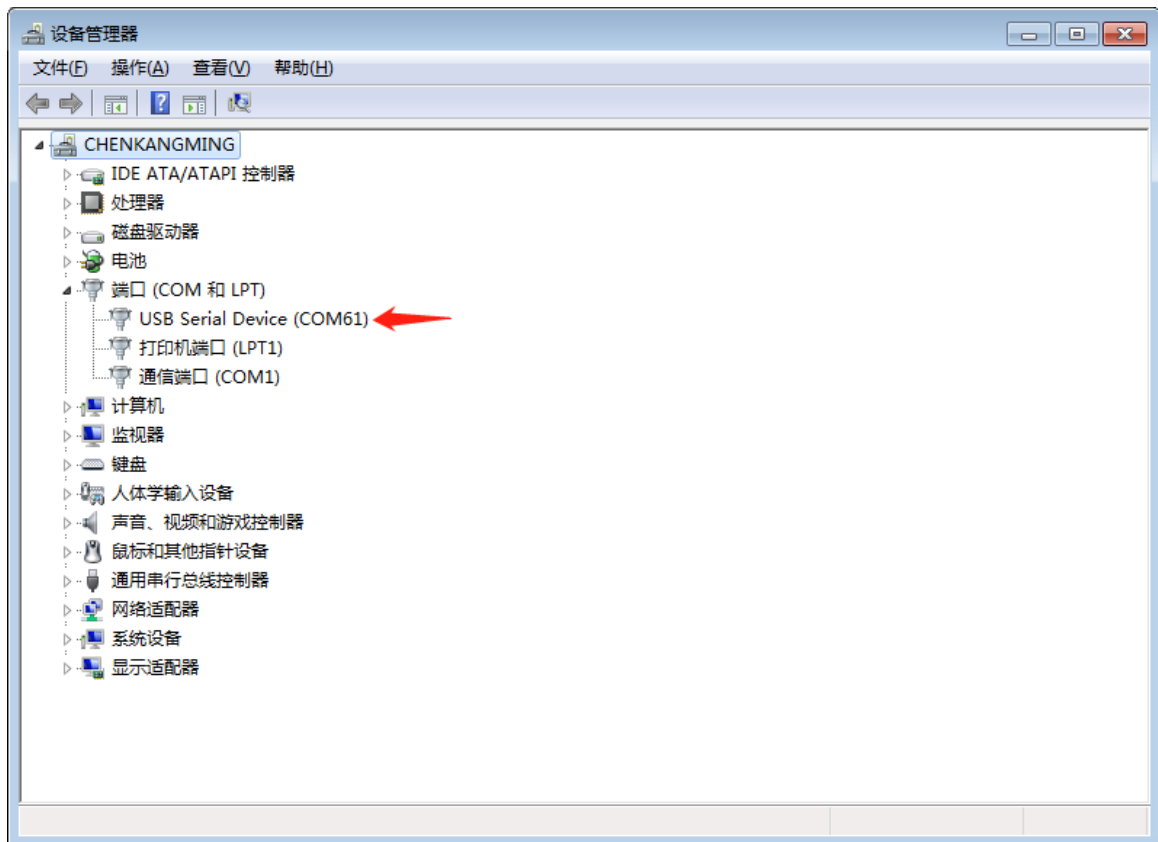 设备管理器
文件(F) 操作(A) 查看(V) 帮助(H)
CHENKANGMING
IDE ATA/ATAPI 控制器
处理器
磁盘驱动器
电池
端口 (COM 和 LPT)
USB Serial Device (COM61)
打印机端口 (LPT1)
通信端口 (COM1)
计算机
监视器
键盘
人体学输入设备
声音、视频和游戏控制器
鼠标和其他指针设备
通用串行总线控制器
网络适配器
系统设备
显示适配器